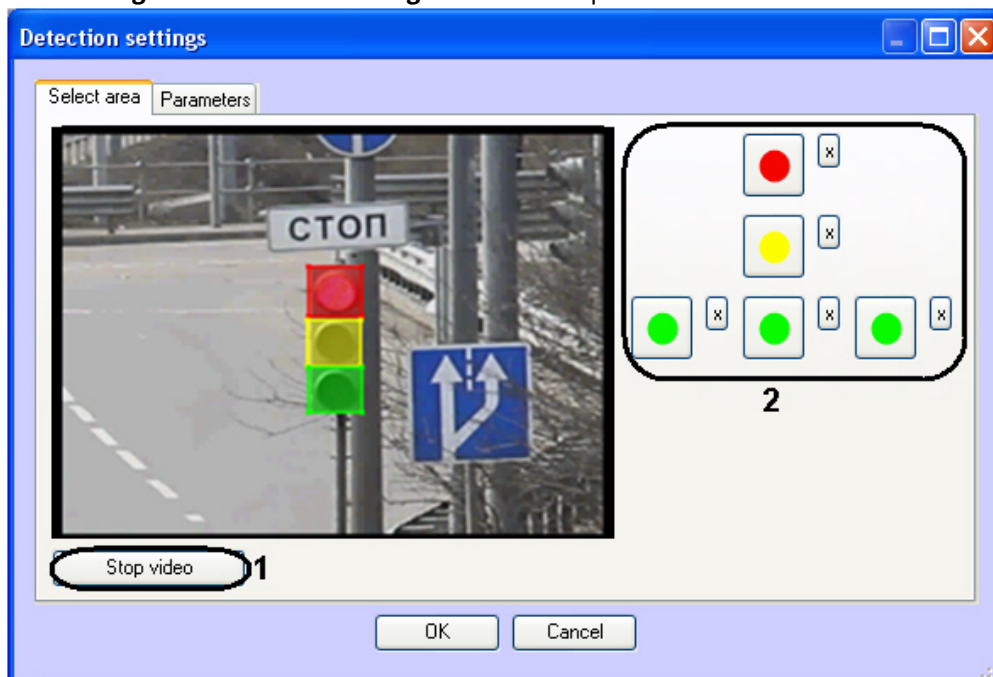 Detection settings
Select area
Parameters
СТОП
x
x
x
x
x
2
Stop video
1
OK
Cancel